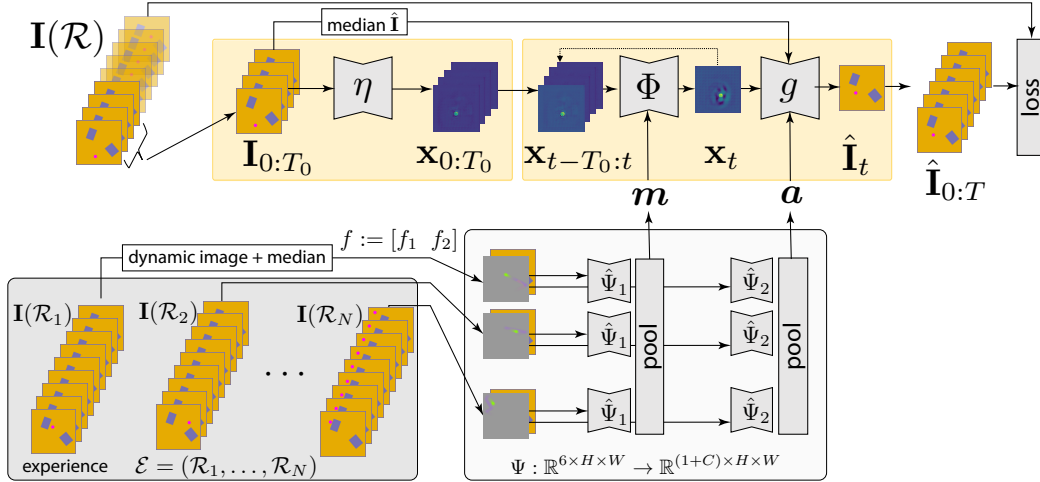 I(R)
median Î
I_{0:T_0}
η
x_{0:T_0}
x_{t−T_0:t}
Φ
x_t
g
Î_t
Î_{0:T}
loss
m
a
f := [f_1 f_2]
dynamic image + median
I(R_1)
I(R_2)
I(R_N)
. . .
experience
ℰ = (R_1, . . . , R_N)
Ψ̂_1
Ψ̂_1
Ψ̂_1
pool
Ψ̂_2
Ψ̂_2
Ψ̂_2
pool
Ψ : ℝ^{6×H×W} → ℝ^{(1+C)×H×W}